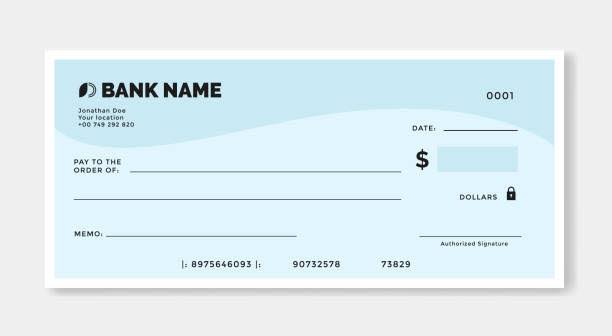 BANK NAME
Jonathan Doe
Your location
+00 749 292 820
0001
DATE:
PAY TO THE
ORDER OF:
$
DOLLARS
MEMO:
Authorized Signature
|: 8975646093 |: 90732578 73829